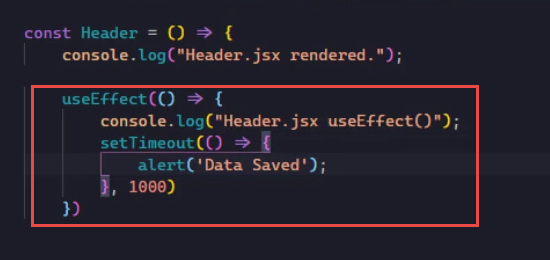 const Header = () => {
console.log("Header.jsx rendered.");
useEffect(() => {
console.log("Header.jsx useEffect()");
setTimeout(() => {
alert('Data Saved');
}, 1000)
})